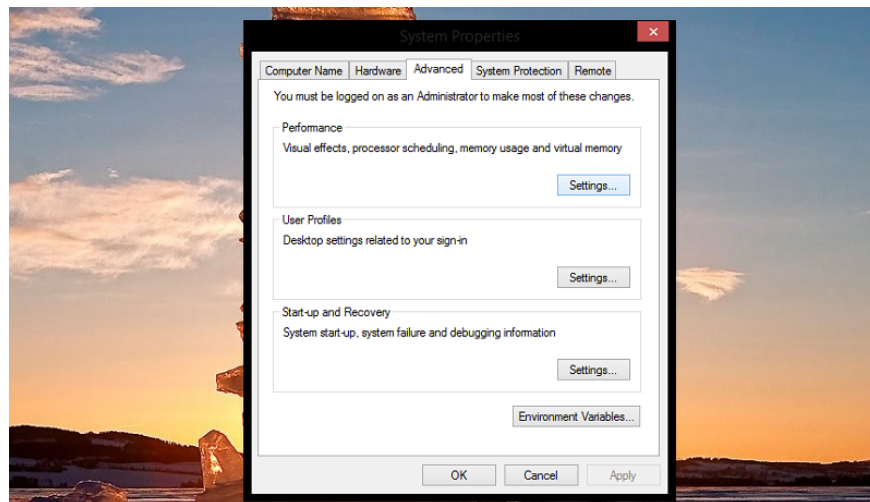 System Properties
Computer Name Hardware Advanced System Protection Remote
You must be logged on as an Administrator to make most of these changes.
Performance
Visual effects, processor scheduling, memory usage and virtual memory
Settings...
User Profiles
Desktop settings related to your sign-in
Settings...
Start-up and Recovery
System start-up, system failure and debugging information
Settings...
Environment Variables...
OK Cancel Apply